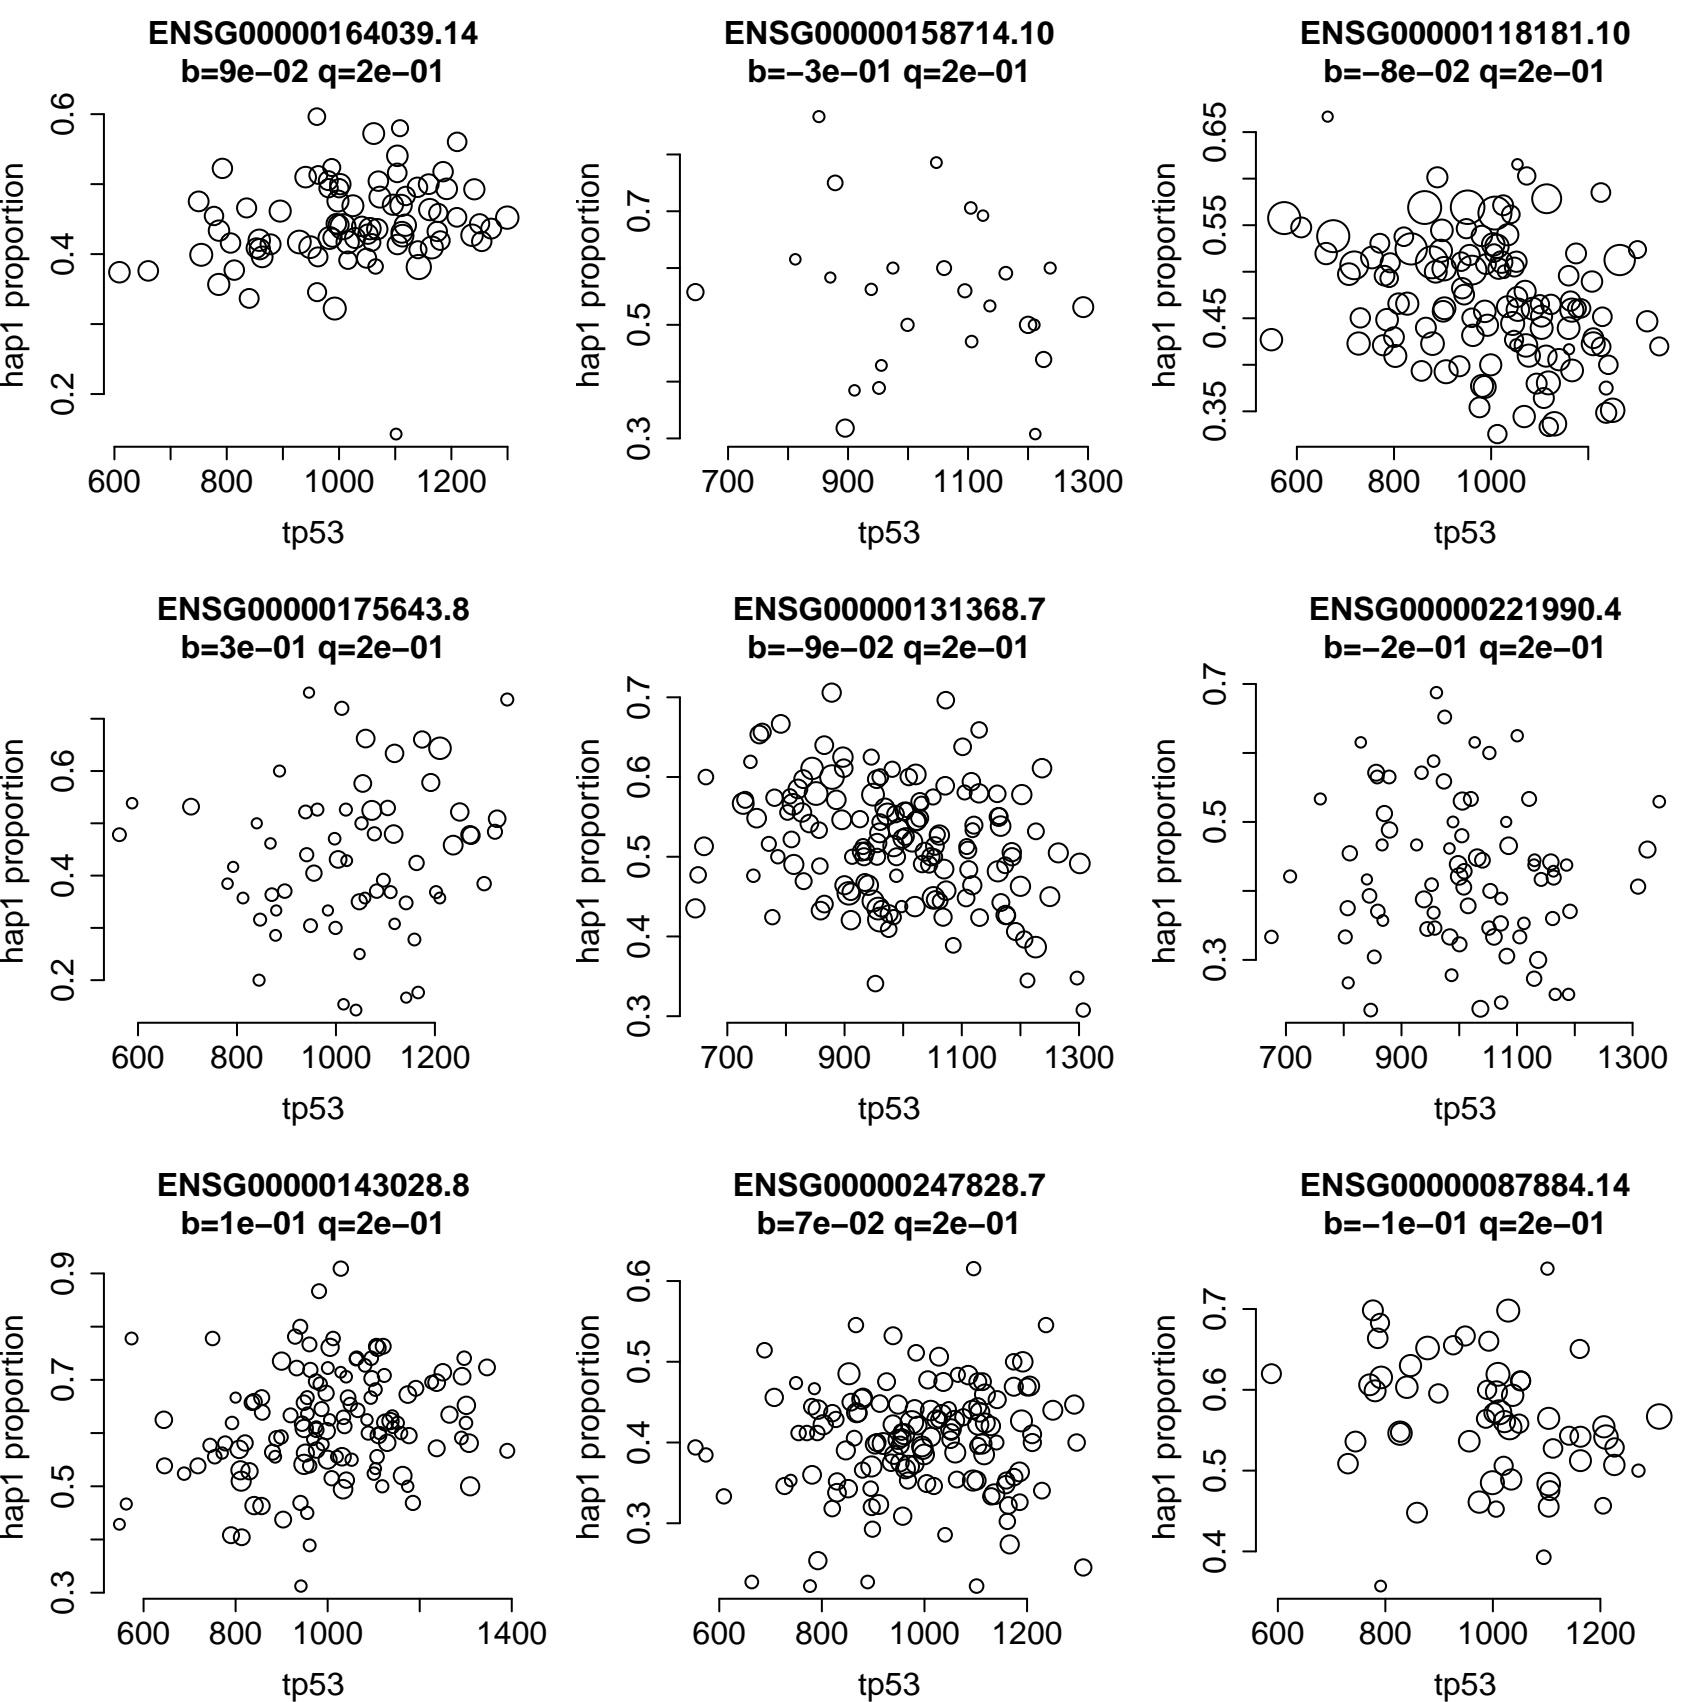 ENSG00000164039.14
b=9e−02 q=2e−01
hap1 proportion
0.2 0.4 0.6
600 800 1000 1200
tp53
ENSG00000158714.10
b=−3e−01 q=2e−01
hap1 proportion
0.3 0.5 0.7
700 900 1100 1300
tp53
ENSG00000118181.10
b=−8e−02 q=2e−01
hap1 proportion
0.35 0.45 0.55 0.65
600 800 1000
tp53
ENSG00000175643.8
b=3e−01 q=2e−01
hap1 proportion
0.2 0.4 0.6
600 800 1000 1200
tp53
ENSG00000131368.7
b=−9e−02 q=2e−01
hap1 proportion
0.3 0.4 0.5 0.6 0.7
700 900 1100 1300
tp53
ENSG00000221990.4
b=−2e−01 q=2e−01
hap1 proportion
0.3 0.5 0.7
700 900 1100 1300
tp53
ENSG00000143028.8
b=1e−01 q=2e−01
hap1 proportion
0.3 0.5 0.7 0.9
600 800 1000 1400
tp53
ENSG00000247828.7
b=7e−02 q=2e−01
hap1 proportion
0.3 0.4 0.5 0.6
600 800 1000 1200
tp53
ENSG00000087884.14
b=−1e−01 q=2e−01
hap1 proportion
0.4 0.5 0.6 0.7
600 800 1000 1200
tp53